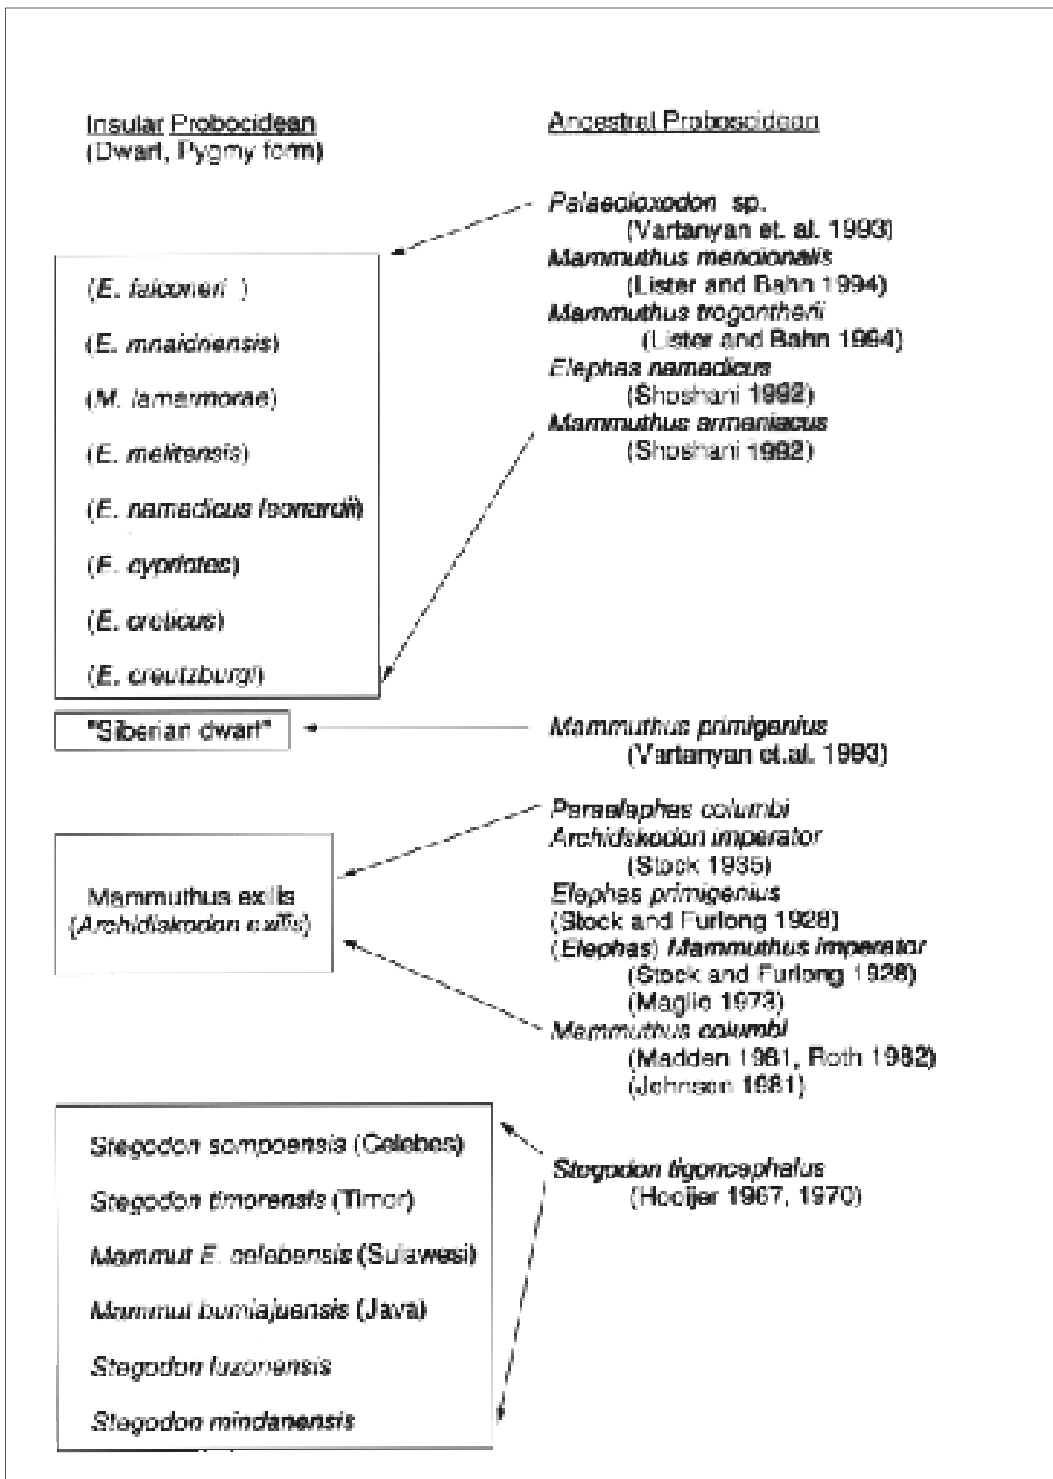 Insular Probocidean
(Dwarf, Pygmy form)
(E. falconeri )
(E. mnaidriensis)
(M. lamarmorae)
(E. melitensis)
(E. namadicus leonardii)
(E. cypriotes)
(E. creticus)
(E. creutzburgi)
"Siberian dwarf"
Mammuthus exilis
(Archidiskodon exilis)
Stegodon sompoensis (Celebes)
Stegodon timorensis (Timor)
Mammut E. celebensis (Sulawesi)
Mammut bumiajuensis (Java)
Stegodon luzonensis
Stegodon mindanensis
Ancestral Proboscidean
Palaeoloxodon sp.
(Vartanyan et. al. 1993)
Mammuthus meridionalis
(Lister and Bahn 1994)
Mammuthus trogontherii
(Lister and Bahn 1994)
Elephas namadicus
(Shoshani 1992)
Mammuthus armeniacus
(Shoshani 1992)
Mammuthus primigenius
(Vartanyan et.al. 1993)
Paraelephas columbi
Archidskodon imperator
(Stock 1935)
Elephas primigenius
(Stock and Furlong 1928)
(Elephas) Mammuthus imperator
(Stock and Furlong 1928)
(Maglio 1973)
Mammuthus columbi
(Madden 1981, Roth 1982)
(Johnson 1981)
Stegodon tigoncephalus
(Hooijer 1967, 1970)